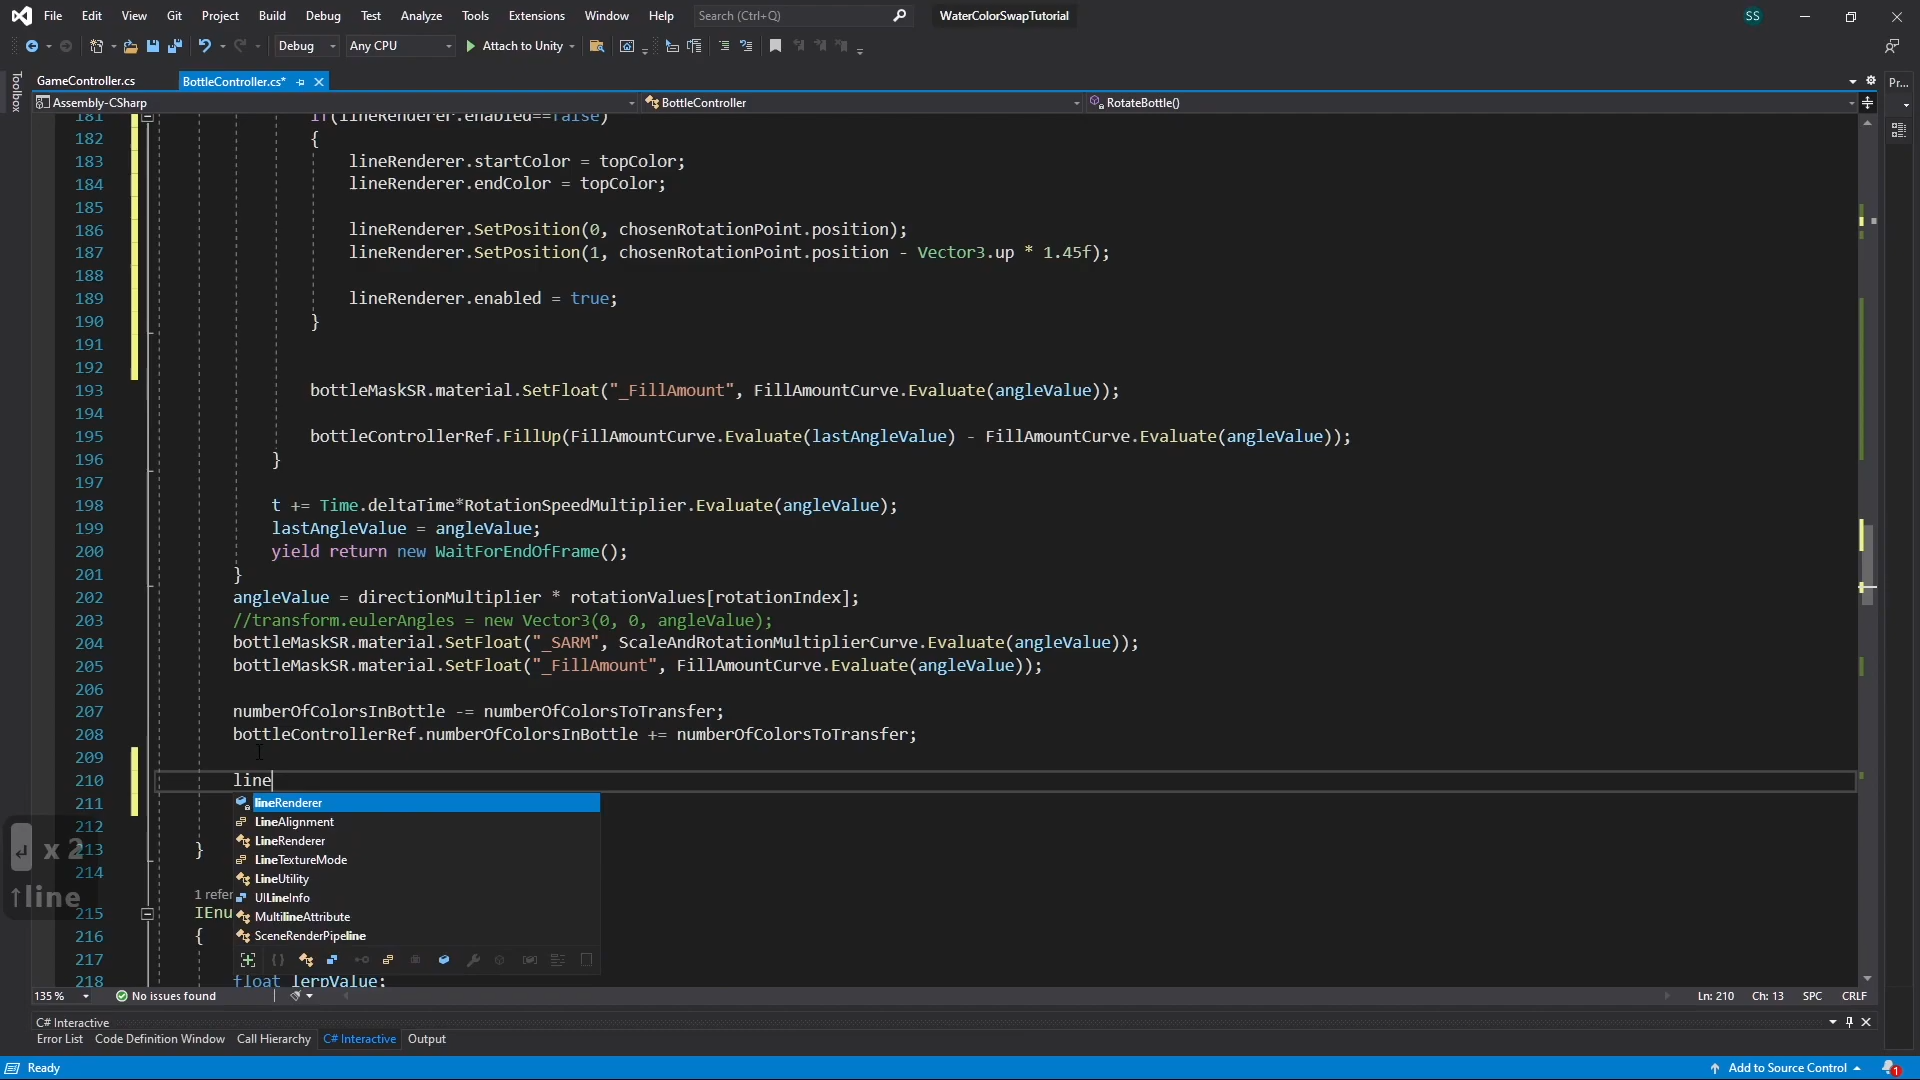 File Edit View Git Project Build Debug Test Analyze Tools Extensions Window Help Search (Ctrl+Q) WaterColorSwapTutorial SS
Debug Any CPU Attach to Unity
Toolbox
GameController.cs BottleController.cs* Pr...
Assembly-CSharp BottleController RotateBottle()
181 if(lineRenderer.enabled==false)
182 {
183 lineRenderer.startColor = topColor;
184 lineRenderer.endColor = topColor;
185
186 lineRenderer.SetPosition(0, chosenRotationPoint.position);
187 lineRenderer.SetPosition(1, chosenRotationPoint.position - Vector3.up * 1.45f);
188
189 lineRenderer.enabled = true;
190 }
191
192
193 bottleMaskSR.material.SetFloat("_FillAmount", FillAmountCurve.Evaluate(angleValue));
194
195 bottleControllerRef.FillUp(FillAmountCurve.Evaluate(lastAngleValue) - FillAmountCurve.Evaluate(angleValue));
196 }
197
198 t += Time.deltaTime*RotationSpeedMultiplier.Evaluate(angleValue);
199 lastAngleValue = angleValue;
200 yield return new WaitForEndOfFrame();
201 }
202 angleValue = directionMultiplier * rotationValues[rotationIndex];
203 //transform.eulerAngles = new Vector3(0, 0, angleValue);
204 bottleMaskSR.material.SetFloat("_SARM", ScaleAndRotationMultiplierCurve.Evaluate(angleValue));
205 bottleMaskSR.material.SetFloat("_FillAmount", FillAmountCurve.Evaluate(angleValue));
206
207 numberOfColorsInBottle -= numberOfColorsToTransfer;
208 bottleControllerRef.numberOfColorsInBottle += numberOfColorsToTransfer;
209
210 line
211 lineRenderer
212 LineAlignment
LineRenderer
213 } LineTextureMode
x 2
214 LineUtility
↑line
1 refer UILineInfo
215 IEnu MultilineAttribute
216 { SceneRenderPipeline
217
218 float lerpValue;
135 % No issues found Ln: 210 Ch: 13 SPC CRLF
C# Interactive
Error List Code Definition Window Call Hierarchy C# Interactive Output
Ready Add to Source Control 1